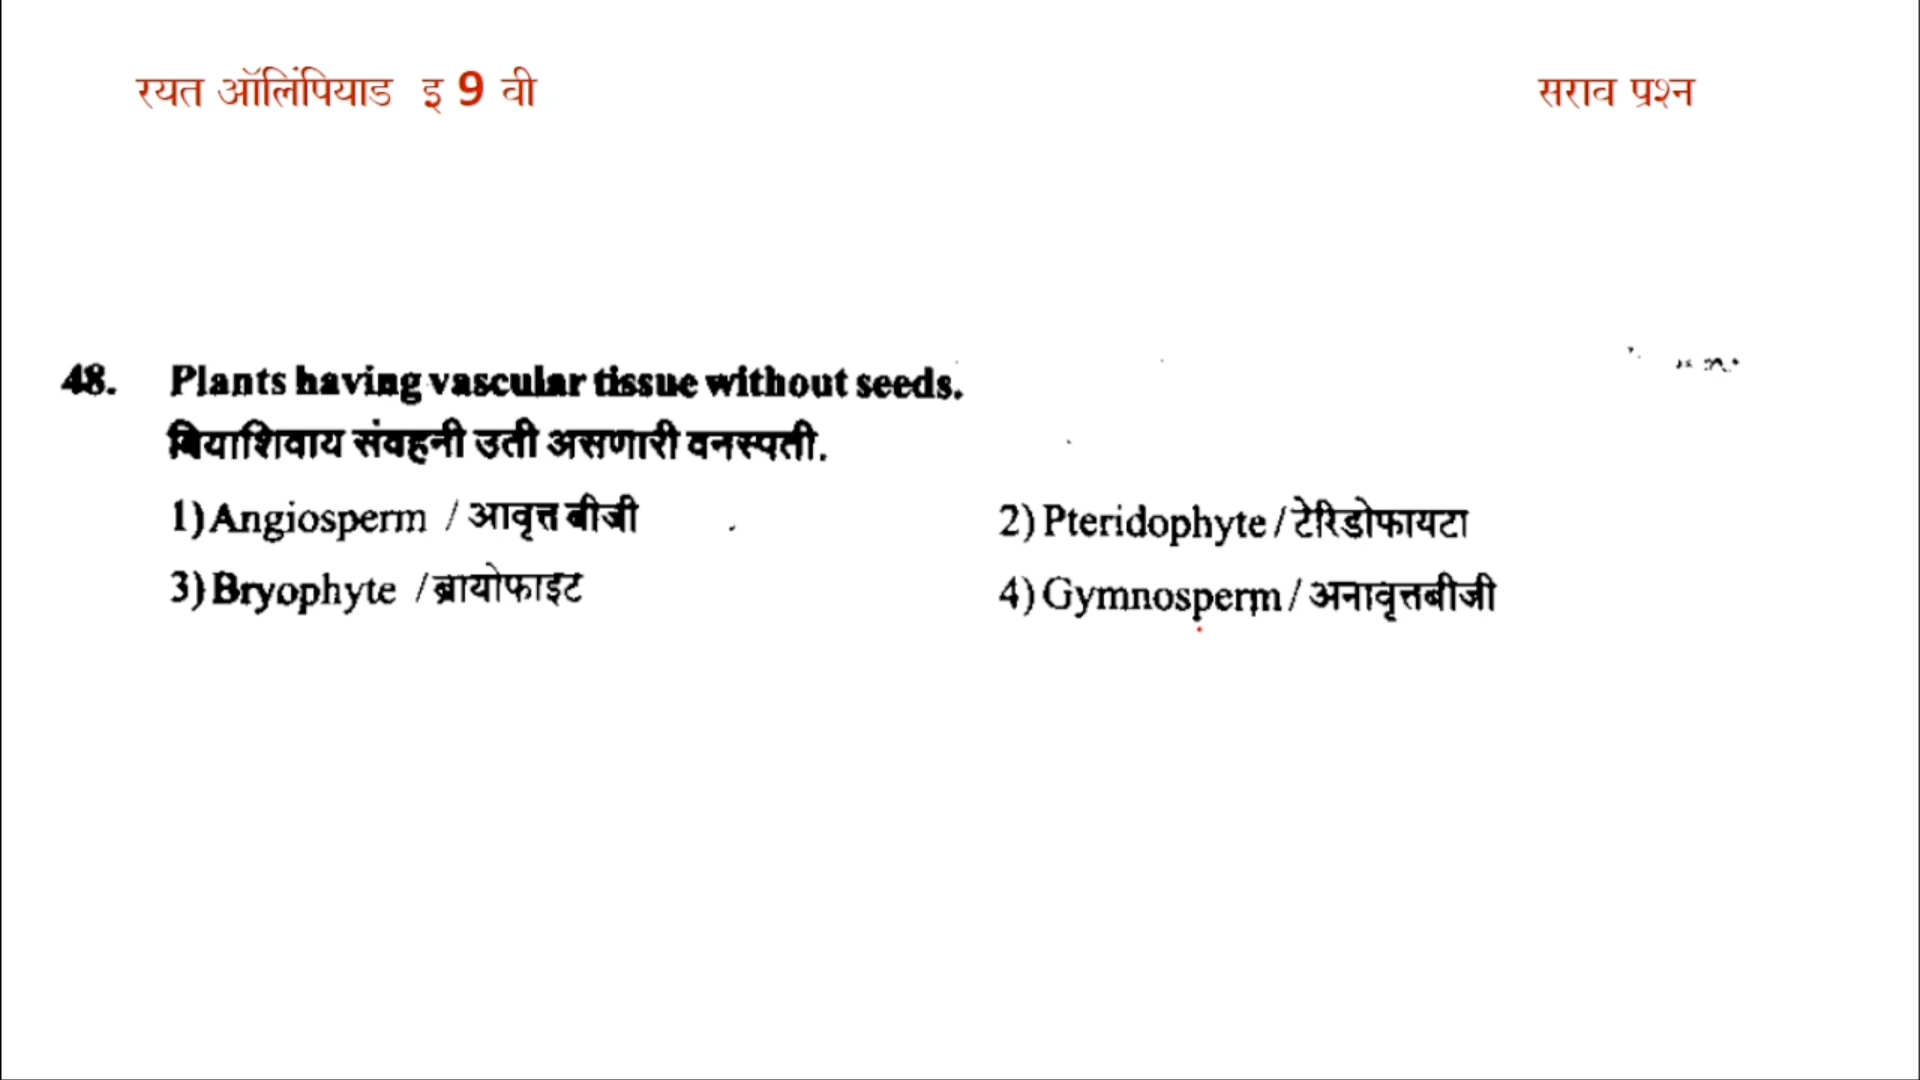 रयत ऑलिंपियाड इ 9 वी
सराव प्रश्न
48. Plants having vascular tissue without seeds.
बियाशिवाय संवहनी उती असणारी वनस्पती.
1) Angiosperm / आवृत्त बीजी
2) Pteridophyte / टेरिडोफायटा
3) Bryophyte / ब्रायोफाइट
4) Gymnosperm / अनावृत्तबीजी